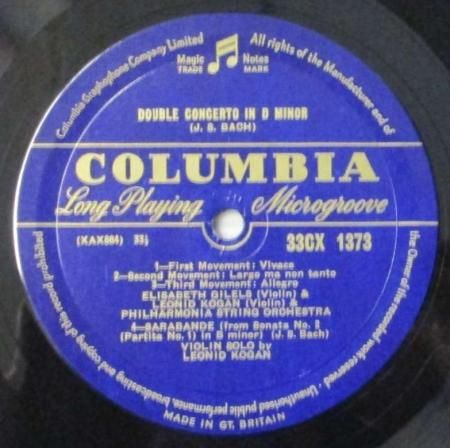 Columbia Graphophone Company Limited
Magic Notes
TRADE MARK
All rights of the Manufacturer and of
the Owner of the recorded work reserved · Unauthorised public performance, broadcasting and copying of this record prohibited
DOUBLE CONCERTO IN D MINOR
(J. S. BACH)
COLUMBIA
Long Playing Microgroove
(XAX884) 33⅓ 33CX 1373
1—First Movement: Vivace
2—Second Movement: Largo ma non tanto
3—Third Movement: Allegro
ELISABETH GILELS (Violin) &
LEONID KOGAN (Violin) &
PHILHARMONIA STRING ORCHESTRA
4—SARABANDE (from Sonata No. 2
(Partita No. 1) in B minor) (J. S. Bach)
VIOLIN SOLO by
LEONID KOGAN
MADE IN GT. BRITAIN